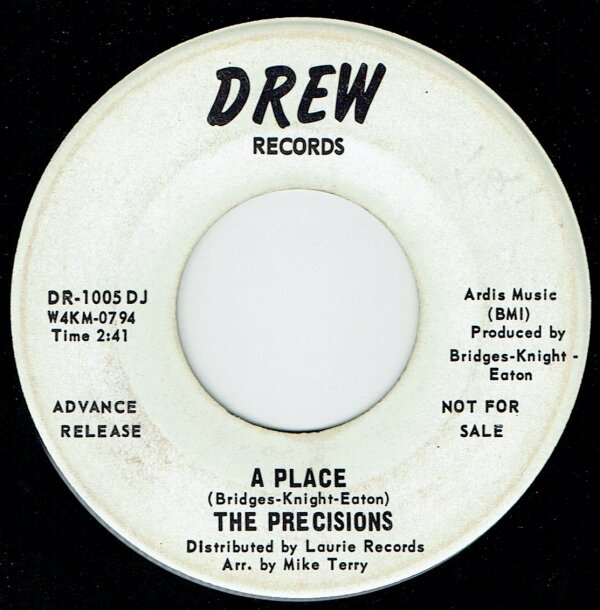 DREW
RECORDS
DR-1005 DJ
W4KM-0794
Time 2:41
ADVANCE
RELEASE
Ardis Music
(BMI)
Produced by
Bridges-Knight-
Eaton
NOT FOR
SALE
A PLACE
(Bridges-Knight-Eaton)
THE PRECISIONS
Distributed by Laurie Records
Arr. by Mike Terry